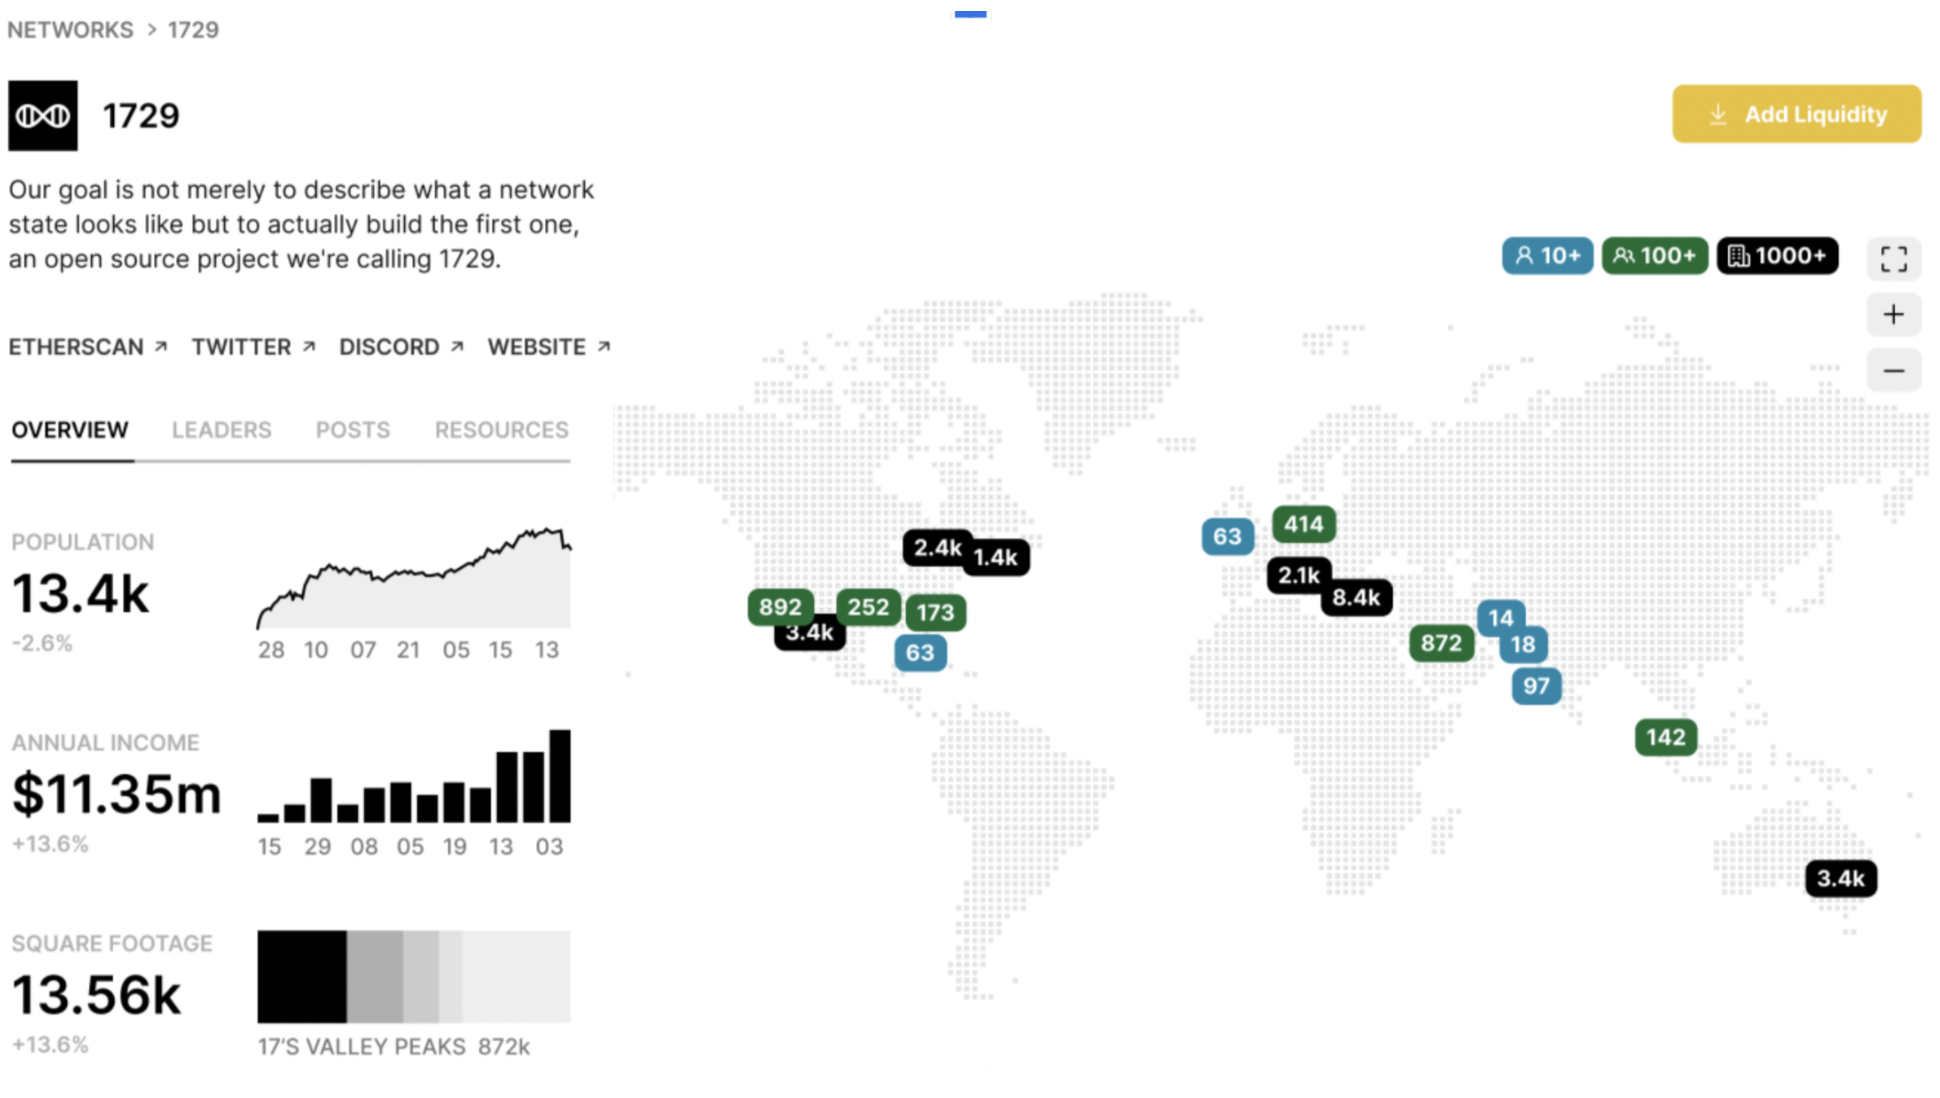 NETWORKS > 1729
1729
Add Liquidity
Our goal is not merely to describe what a network
state looks like but to actually build the first one,
an open source project we're calling 1729.
10+ 100+ 1000+
ETHERSCAN ↗ TWITTER ↗ DISCORD ↗ WEBSITE ↗
OVERVIEW LEADERS POSTS RESOURCES
POPULATION
13.4k
-2.6%
28 10 07 21 05 15 13
ANNUAL INCOME
$11.35m
+13.6%
15 29 08 05 19 13 03
SQUARE FOOTAGE
13.56k
+13.6%
17'S VALLEY PEAKS 872k
2.4k
1.4k
892
252
173
3.4k
63
63
414
2.1k
8.4k
14
872
18
97
142
3.4k